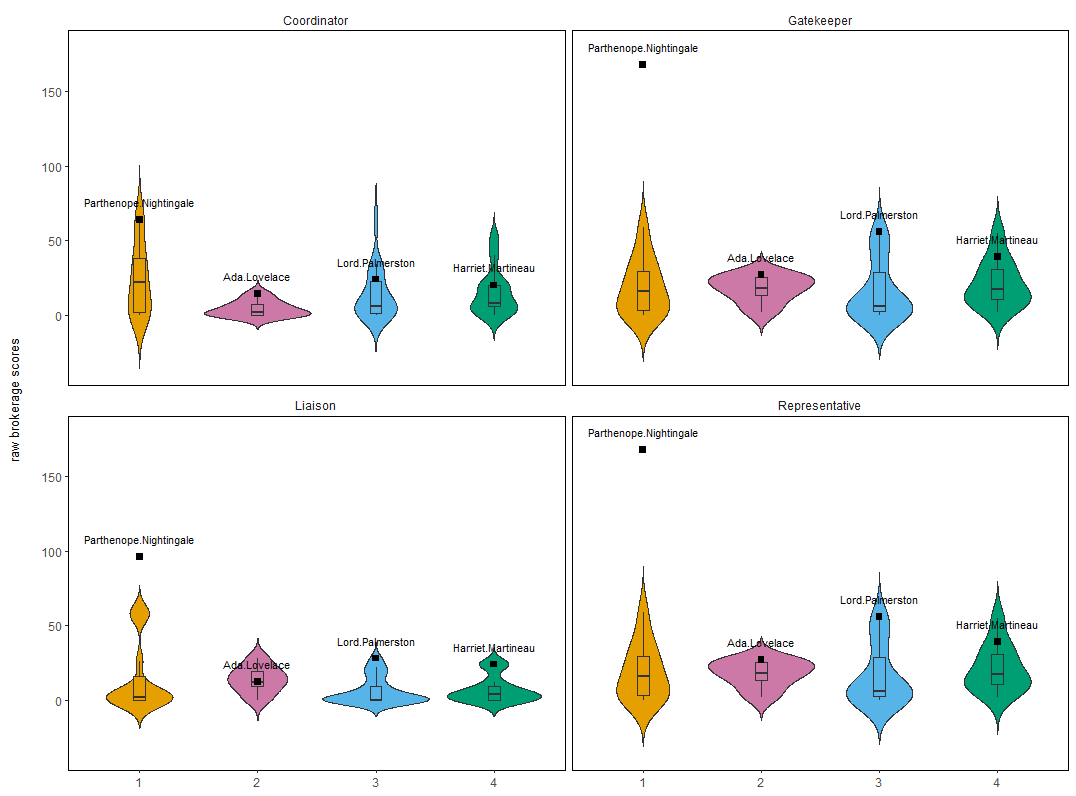 Coordinator
Gatekeeper
Parthenope.Nightingale
Ada.Lovelace
Lord.Palmerston
Harriet.Martineau
150
100
50
0
Parthenope.Nightingale
Ada.Lovelace
Lord.Palmerston
Harriet.Martineau
raw brokerage scores
Liaison
Representative
Parthenope.Nightingale
Ada.Lovelace
Lord.Palmerston
Harriet.Martineau
150
100
50
0
Parthenope.Nightingale
Ada.Lovelace
Lord.Palmerston
Harriet.Martineau
1
2
3
4
1
2
3
4